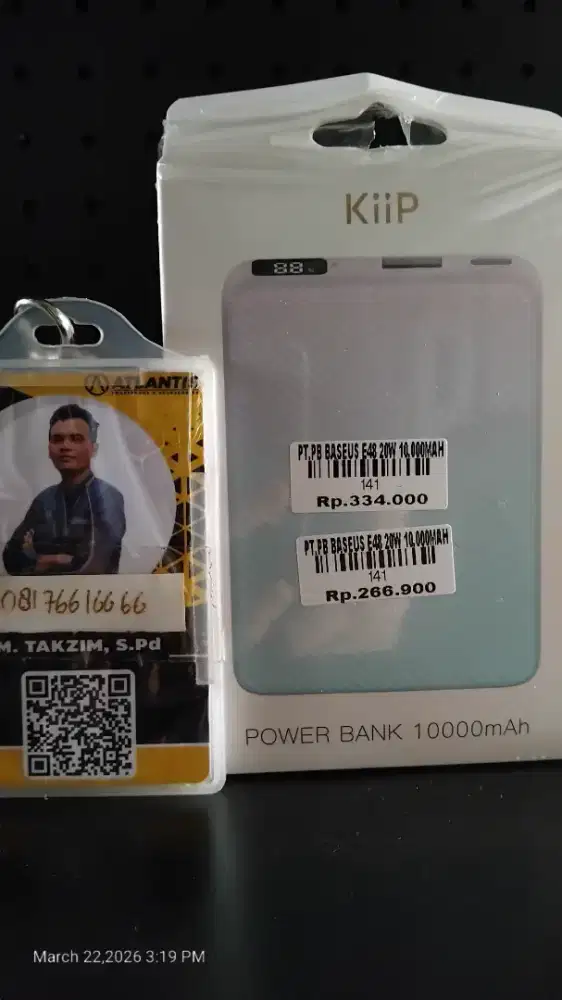 KiiP
88
PT.PB BASEUS E48 20W 10.000MAH
141
Rp.334.000
PT.PB BASEUS E48 20W 10.000MAH
141
Rp.266.900
POWER BANK 10000mAh
ATLANTIS
08176616666
M. TAKZIM, S.Pd
March 22,2026 3:19 PM